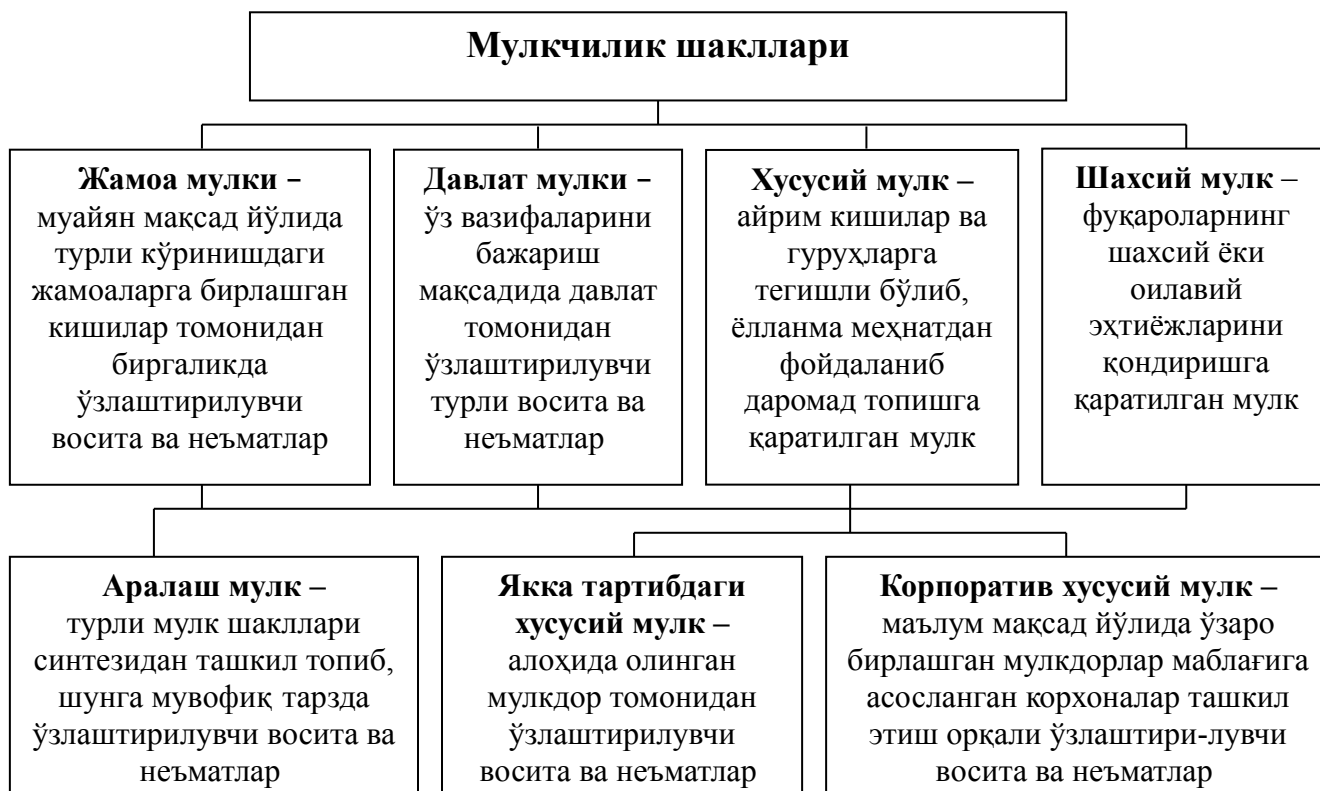 Мулкчилик шакллари
Жамоа мулки –
муайян мақсад йўлида
турли кўринишдаги
жамоаларга бирлашган
кишилар томонидан
биргаликда
ўзлаштирилувчи
восита ва неъматлар
Давлат мулки –
ўз вазифаларини
бажариш
мақсадида давлат
томонидан
ўзлаштирилувчи
турли восита ва
неъматлар
Хусусий мулк –
айрим кишилар ва
гуруҳларга
тегишли бўлиб,
ёлланма меҳнатдан
фойдаланиб
даромад топишга
қаратилган мулк
Шахсий мулк –
фуқароларнинг
шахсий ёки
оилавий
эҳтиёжларини
қондиришга
қаратилган мулк
Аралаш мулк –
турли мулк шакллари
синтезидан ташкил топиб,
шунга мувофиқ тарзда
ўзлаштирилувчи восита ва
неъматлар
Якка тартибдаги
хусусий мулк –
алоҳида олинган
мулкдор томонидан
ўзлаштирилувчи
восита ва неъматлар
Корпоратив хусусий мулк –
маълум мақсад йўлида ўзаро
бирлашган мулкдорлар маблағига
асосланган корхоналар ташкил
этиш орқали ўзлаштири-лувчи
восита ва неъматлар